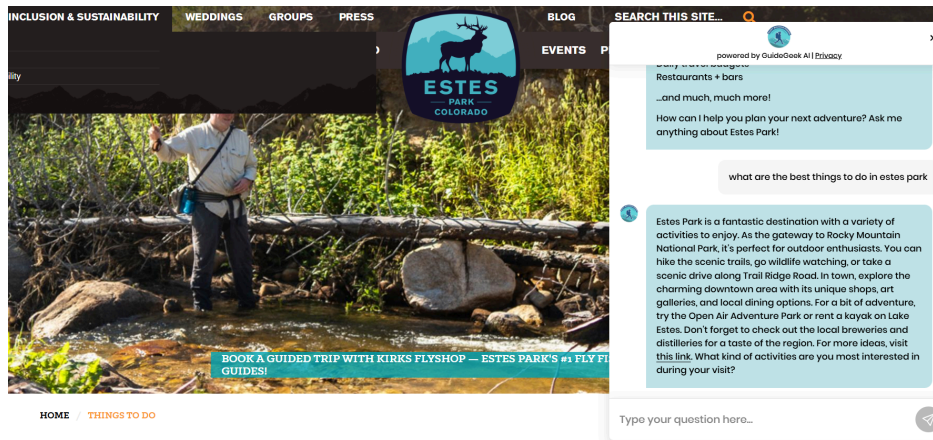 INCLUSION & SUSTAINABILITY WEDDINGS GROUPS PRESS BLOG SEARCH THIS SITE...
EVENTS
ESTES
PARK
COLORADO
BOOK A GUIDED TRIP WITH KIRKS FLYSHOP — ESTES PARK'S #1 FLY
GUIDES!
HOME / THINGS TO DO
powered by GuideGeek AI | Privacy
Restaurants + bars
...and much, much more!
How can I help you plan your next adventure? Ask me
anything about Estes Park!
what are the best things to do in estes park
Estes Park is a fantastic destination with a variety of
activities to enjoy. As the gateway to Rocky Mountain
National Park, it's perfect for outdoor enthusiasts. You can
hike the scenic trails, go wildlife watching, or take a
scenic drive along Trail Ridge Road. In town, explore the
charming downtown area with its unique shops, art
galleries, and local dining options. For a bit of adventure,
try the Open Air Adventure Park or rent a kayak on Lake
Estes. Don't forget to check out the local breweries and
distilleries for a taste of the region. For more ideas, visit
this link. What kind of activities are you most interested in
during your visit?
Type your question here...